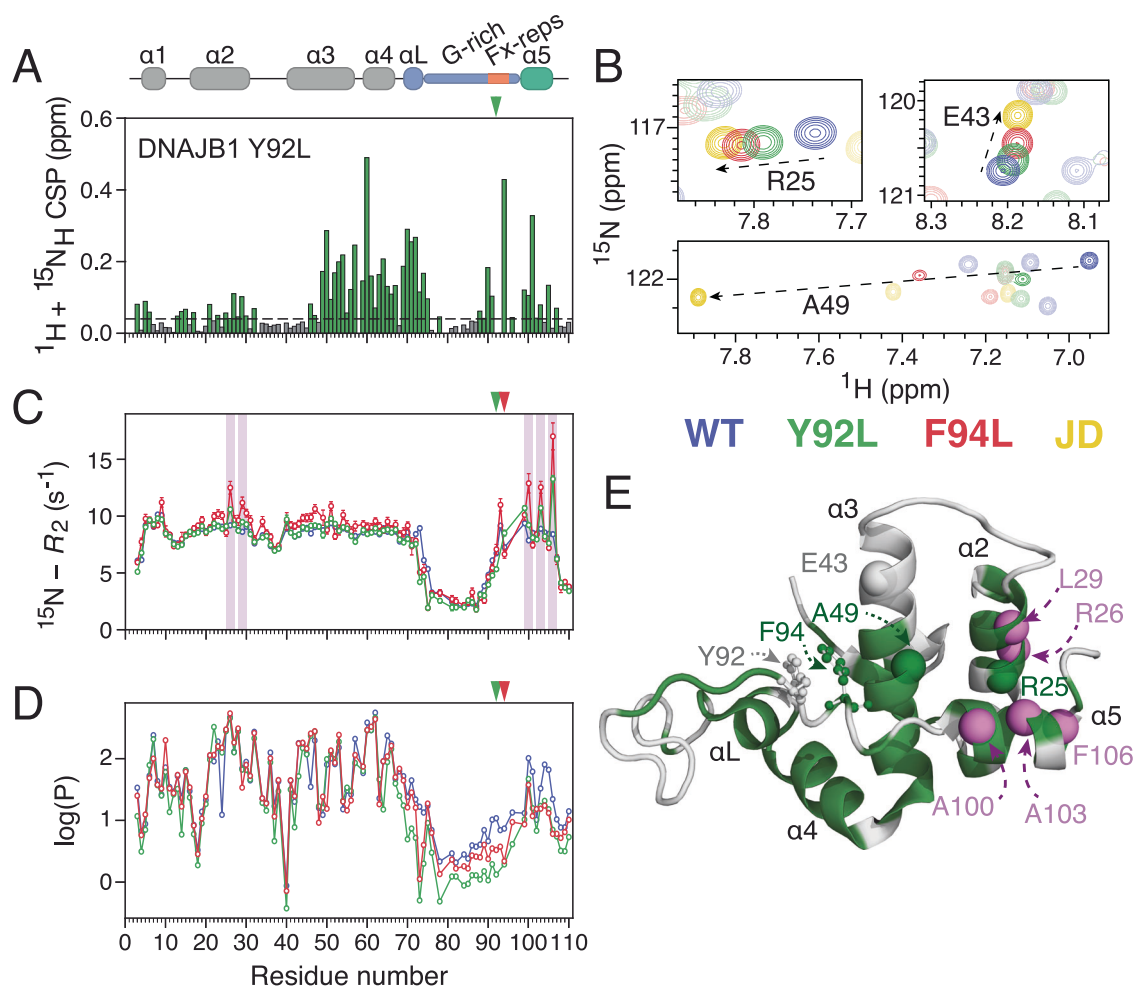 A
α1 α2 α3 α4 αL G-rich Fx-reps α5
DNAJB1 Y92L
¹H + ¹⁵N_H CSP (ppm)
0.6
0.4
0.2
0.0
B
¹⁵N (ppm)
117
R25
7.8 7.7
120
E43
121
8.3 8.2 8.1
122
A49
7.8 7.6 7.4 7.2 7.0
¹H (ppm)
WT Y92L F94L JD
C
¹⁵N – R₂ (s⁻¹)
15
10
5
0
D
log(P)
2
1
0
0 10 20 30 40 50 60 70 80 90 100 110
Residue number
E
α3
E43
α2
L29
A49
R26
F94
Y92
R25
α5
αL
F106
A100
A103
α4